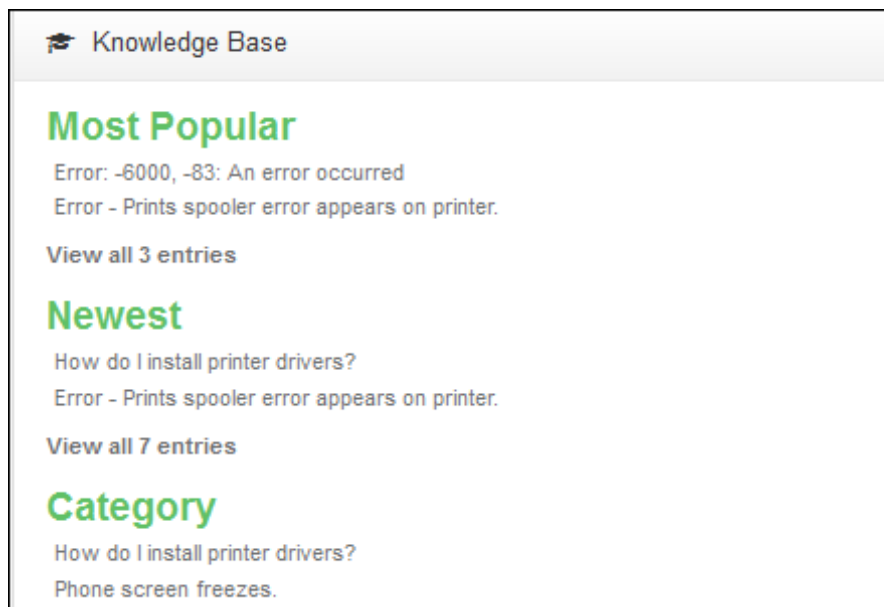 Knowledge Base
Most Popular
Error: -6000, -83: An error occurred
Error - Prints spooler error appears on printer.
View all 3 entries
Newest
How do I install printer drivers?
Error - Prints spooler error appears on printer.
View all 7 entries
Category
How do I install printer drivers?
Phone screen freezes.